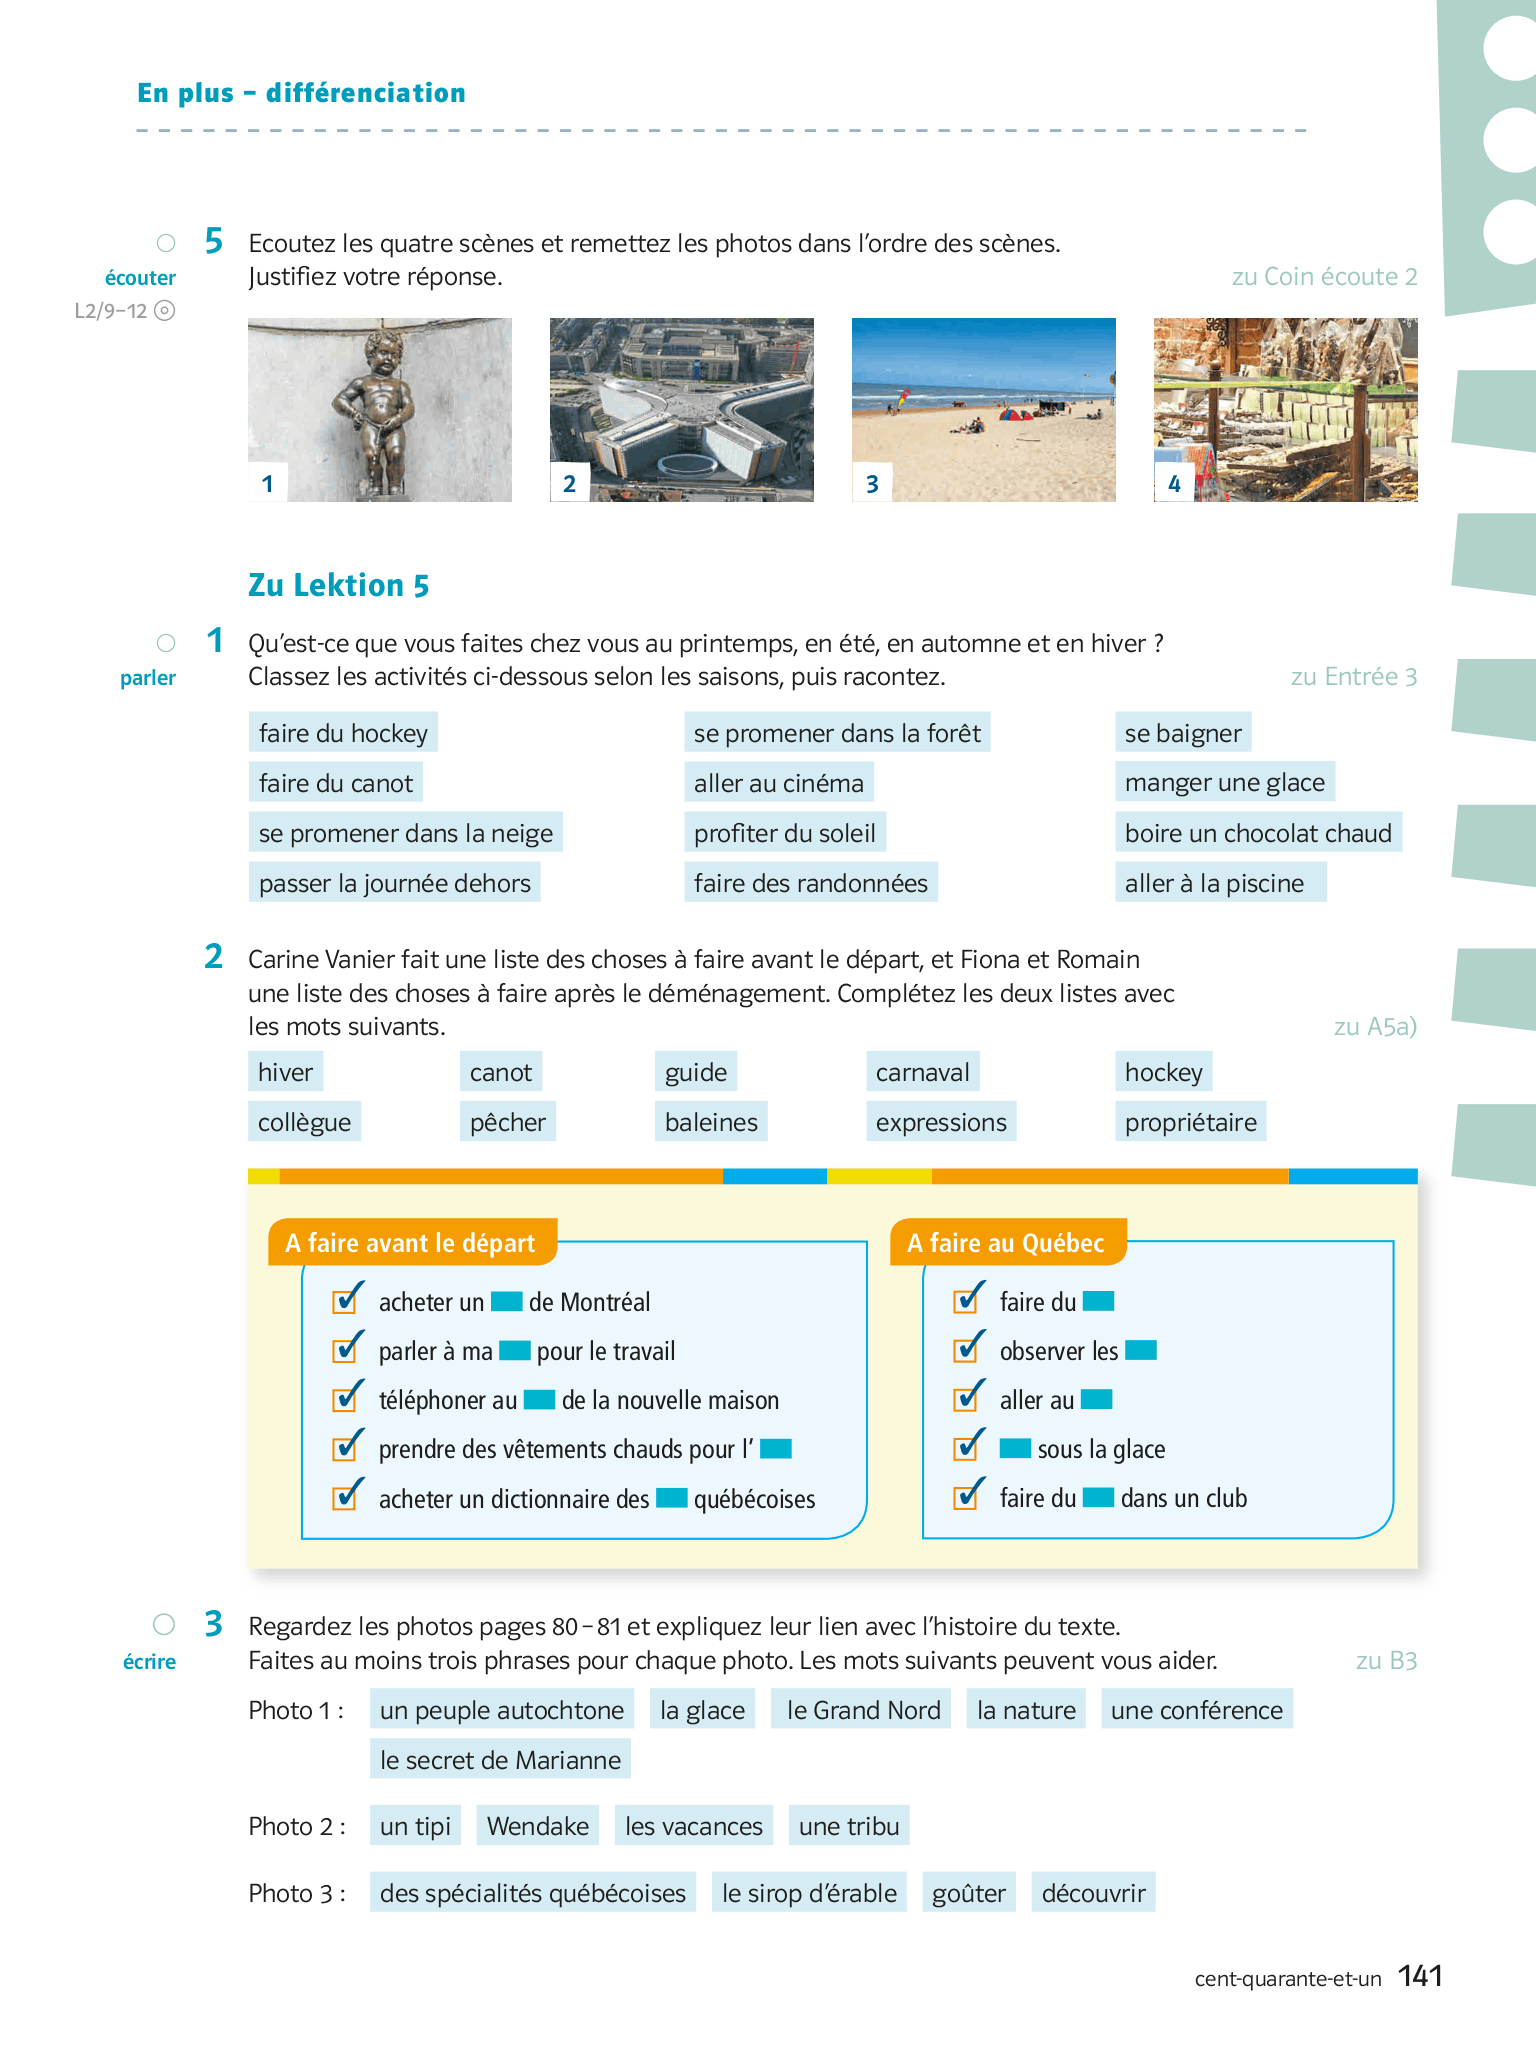 En plus – différenciation
5 Ecoutez les quatre scènes et remettez les photos dans l’ordre des scènes.
écouter Justifiez votre réponse. zu Coin écoute 2
L2/9–12
1 2 3 4
Zu Lektion 5
1 Qu’est-ce que vous faites chez vous au printemps, en été, en automne et en hiver ?
parler Classez les activités ci-dessous selon les saisons, puis racontez. zu Entrée 3
faire du hockey se promener dans la forêt se baigner
faire du canot aller au cinéma manger une glace
se promener dans la neige profiter du soleil boire un chocolat chaud
passer la journée dehors faire des randonnées aller à la piscine
2 Carine Vanier fait une liste des choses à faire avant le départ, et Fiona et Romain
une liste des choses à faire après le déménagement. Complétez les deux listes avec
les mots suivants. zu A5a)
hiver canot guide carnaval hockey
collègue pêcher baleines expressions propriétaire
A faire avant le départ
acheter un de Montréal
parler à ma pour le travail
téléphoner au de la nouvelle maison
prendre des vêtements chauds pour l’
acheter un dictionnaire des québécoises
A faire au Québec
faire du
observer les
aller au
sous la glace
faire du dans un club
3 Regardez les photos pages 80–81 et expliquez leur lien avec l’histoire du texte.
écrire Faites au moins trois phrases pour chaque photo. Les mots suivants peuvent vous aider. zu B3
Photo 1 : un peuple autochtone la glace le Grand Nord la nature une conférence
le secret de Marianne
Photo 2 : un tipi Wendake les vacances une tribu
Photo 3 : des spécialités québécoises le sirop d’érable goûter découvrir
cent-quarante-et-un 141